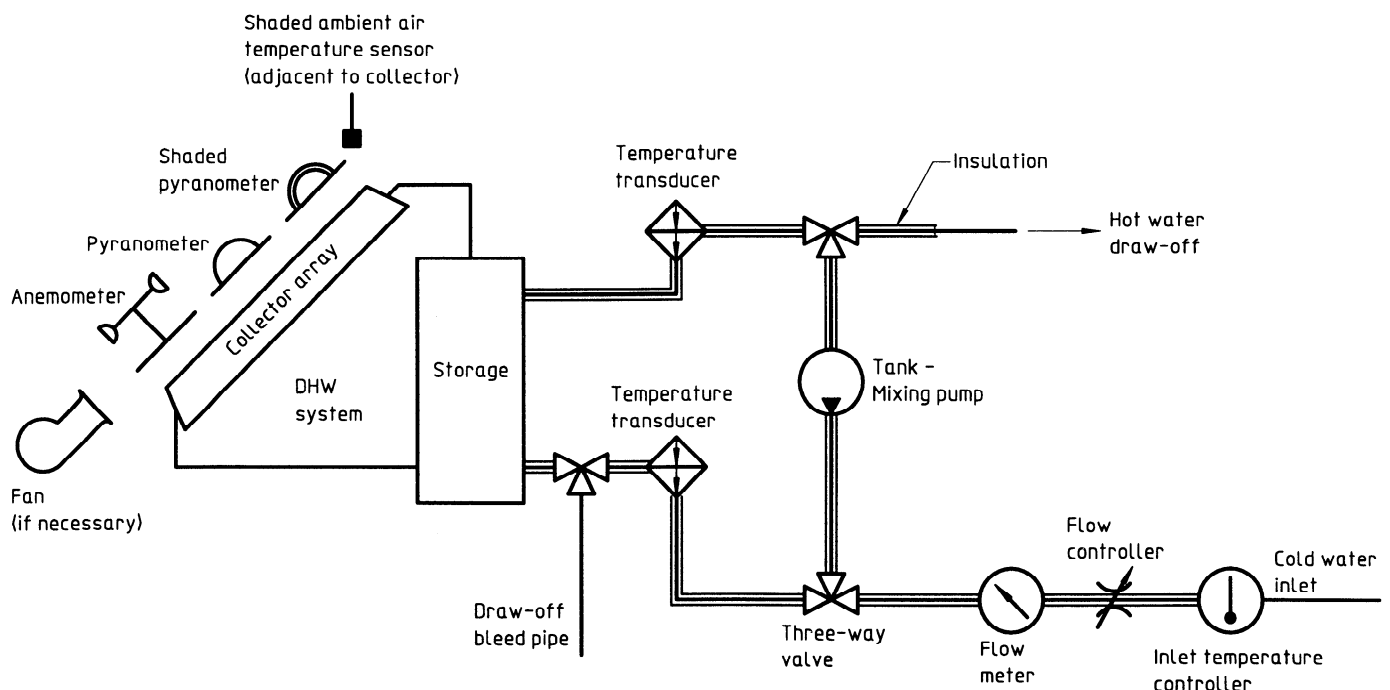 Shaded ambient air
temperature sensor
(adjacent to collector)
Shaded
pyranometer
Pyranometer
Anemometer
Collector array
Fan
(if necessary)
DHW
system
Storage
Temperature
transducer
Insulation
Hot water
draw-off
Tank -
Mixing pump
Temperature
transducer
Draw-off
bleed pipe
Three-way
valve
Flow
meter
Flow
controller
Cold water
inlet
Inlet temperature
controller